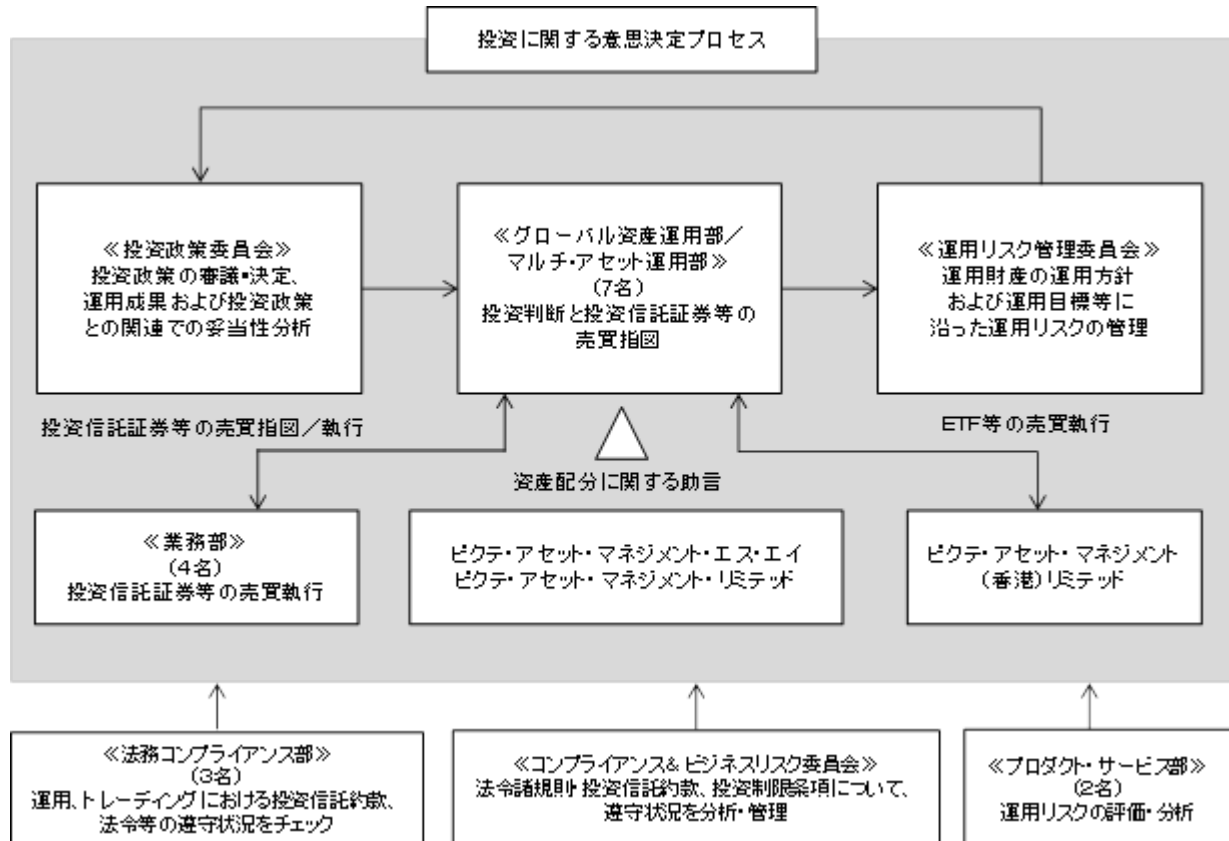 投資に関する意思決定プロセス
≪投資政策委員会≫
投資政策の審議・決定、
運用成果および投資政策
との関連での妥当性分析
≪グローバル資産運用部/
マルチ・アセット運用部≫
(7名)
投資判断と投資信託証券等の
売買指図
≪運用リスク管理委員会≫
運用財産の運用方針
および運用目標等に
沿った運用リスクの管理
投資信託証券等の売買指図/執行
ETF等の売買執行
資産配分に関する助言
≪業務部≫
(4名)
投資信託証券等の売買執行
ピクテ・アセット・マネジメント・エス・エイ
ピクテ・アセット・マネジメント・リミテッド
ピクテ・アセット・マネジメント
(香港)リミテッド
≪法務コンプライアンス部≫
(3名)
運用、トレーディングにおける投資信託約款、
法令等の遵守状況をチェック
≪コンプライアンス&ビジネスリスク委員会≫
法令諸規則・投資信託約款、投資制限条項について、
遵守状況を分析・管理
≪プロダクト・サービス部≫
(2名)
運用リスクの評価・分析